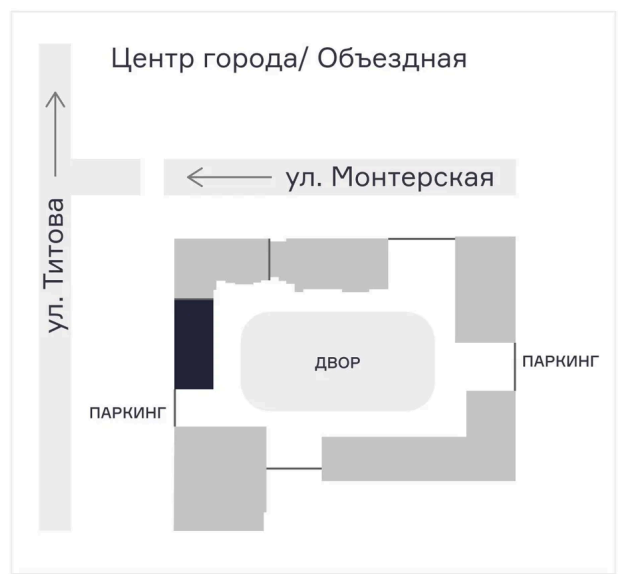 Центр города/ Объездная
ул. Монтерская
ул. Титова
ДВОР
ПАРКИНГ
ПАРКИНГ